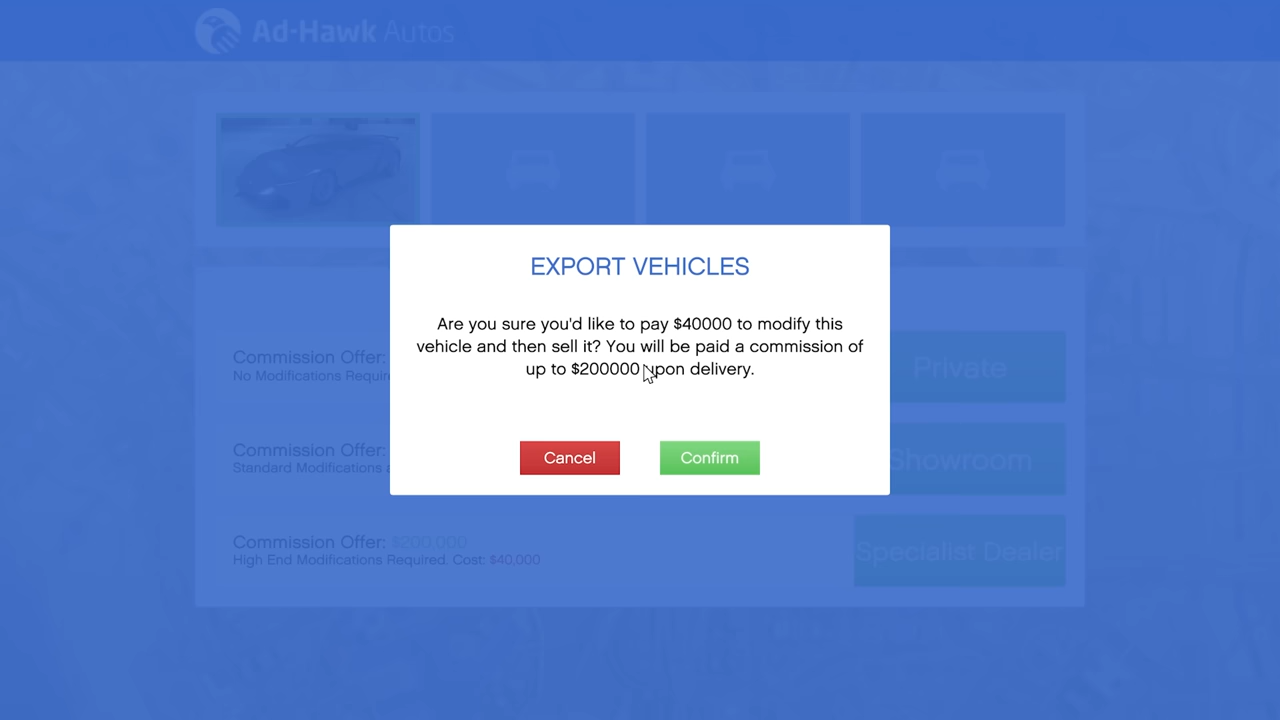 Ad-Hawk Autos
EXPORT VEHICLES
Are you sure you'd like to pay $40000 to modify this
vehicle and then sell it? You will be paid a commission of
up to $200000 upon delivery.
Cancel
Confirm
Commission Offer:
No Modifications Require
Private
Commission Offer:
Standard Modifications a
Showroom
Commission Offer: $200,000
High End Modifications Required. Cost: $40,000
Specialist Dealer